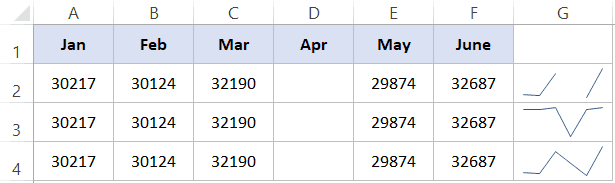 A B C D E F G
1 Jan Feb Mar Apr May June
2 30217 30124 32190 29874 32687
3 30217 30124 32190 29874 32687
4 30217 30124 32190 29874 32687